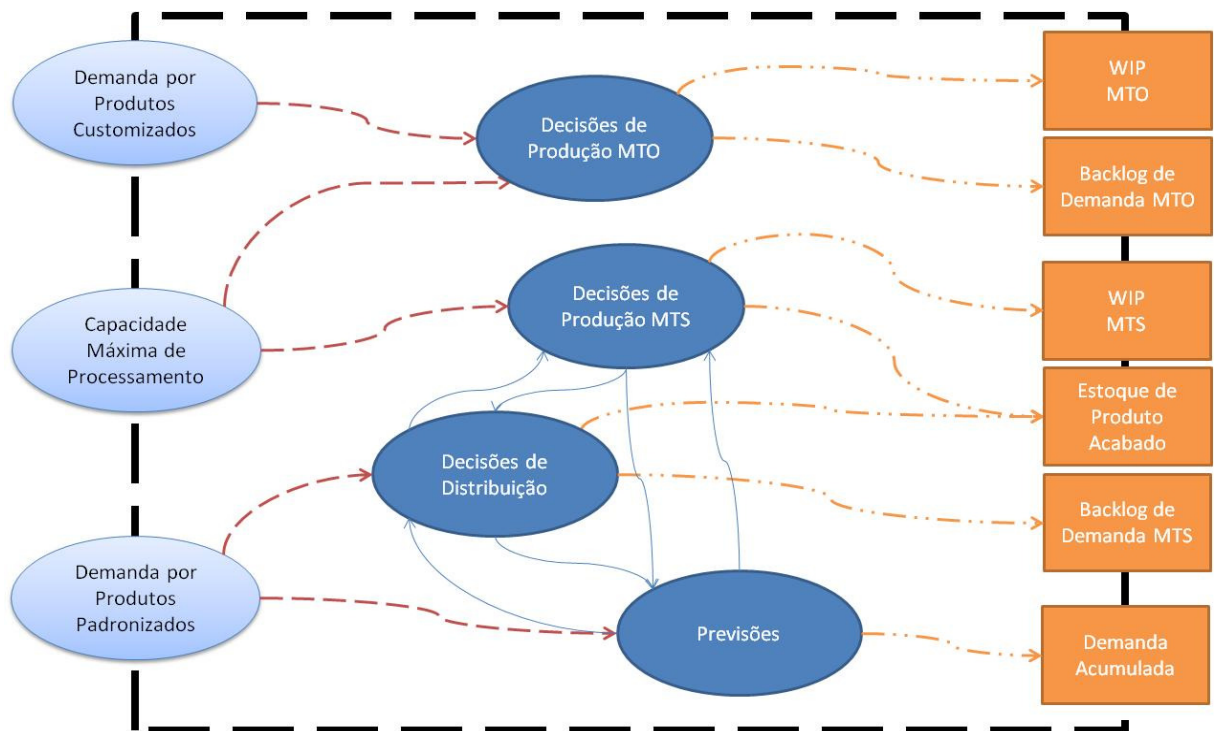 Demanda por
Produtos
Customizados
Capacidade
Máxima de
Processamento
Demanda por
Produtos
Padronizados
Decisões de
Produção MTO
Decisões de
Produção MTS
Decisões de
Distribuição
Previsões
WIP
MTO
Backlog de
Demanda MTO
WIP
MTS
Estoque de
Produto
Acabado
Backlog de
Demanda MTS
Demanda
Acumulada